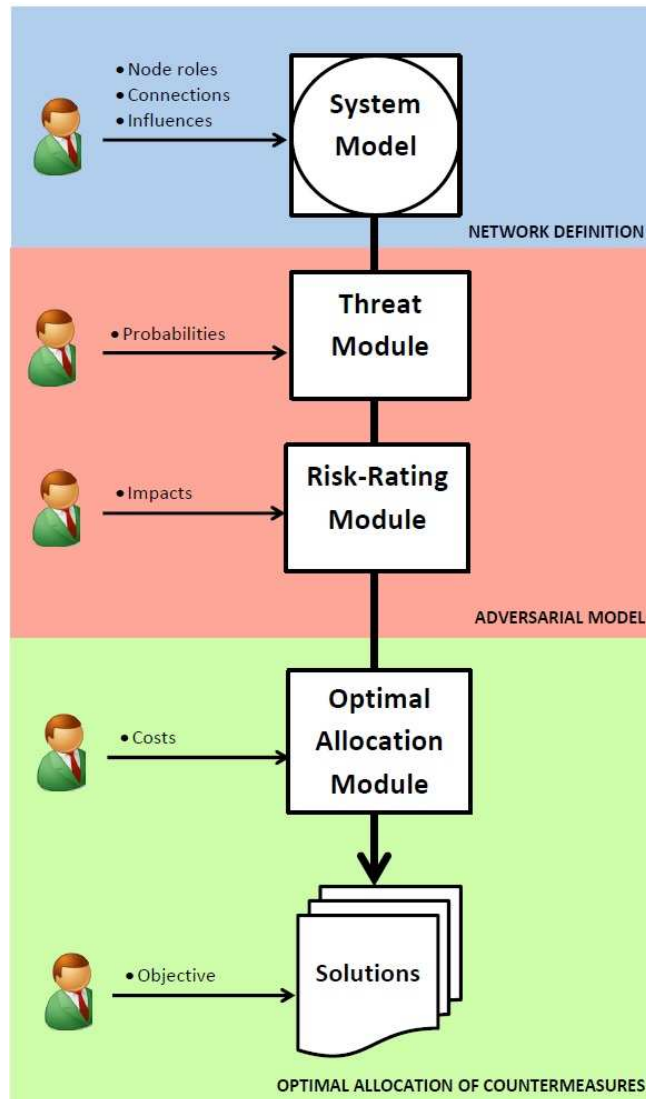 • Node roles
• Connections
• Influences
System
Model
NETWORK DEFINITION
Threat
Module
• Probabilities
Risk-Rating
Module
• Impacts
ADVERSARIAL MODEL
Optimal
Allocation
Module
• Costs
• Objective
Solutions
OPTIMAL ALLOCATION OF COUNTERMEASURES